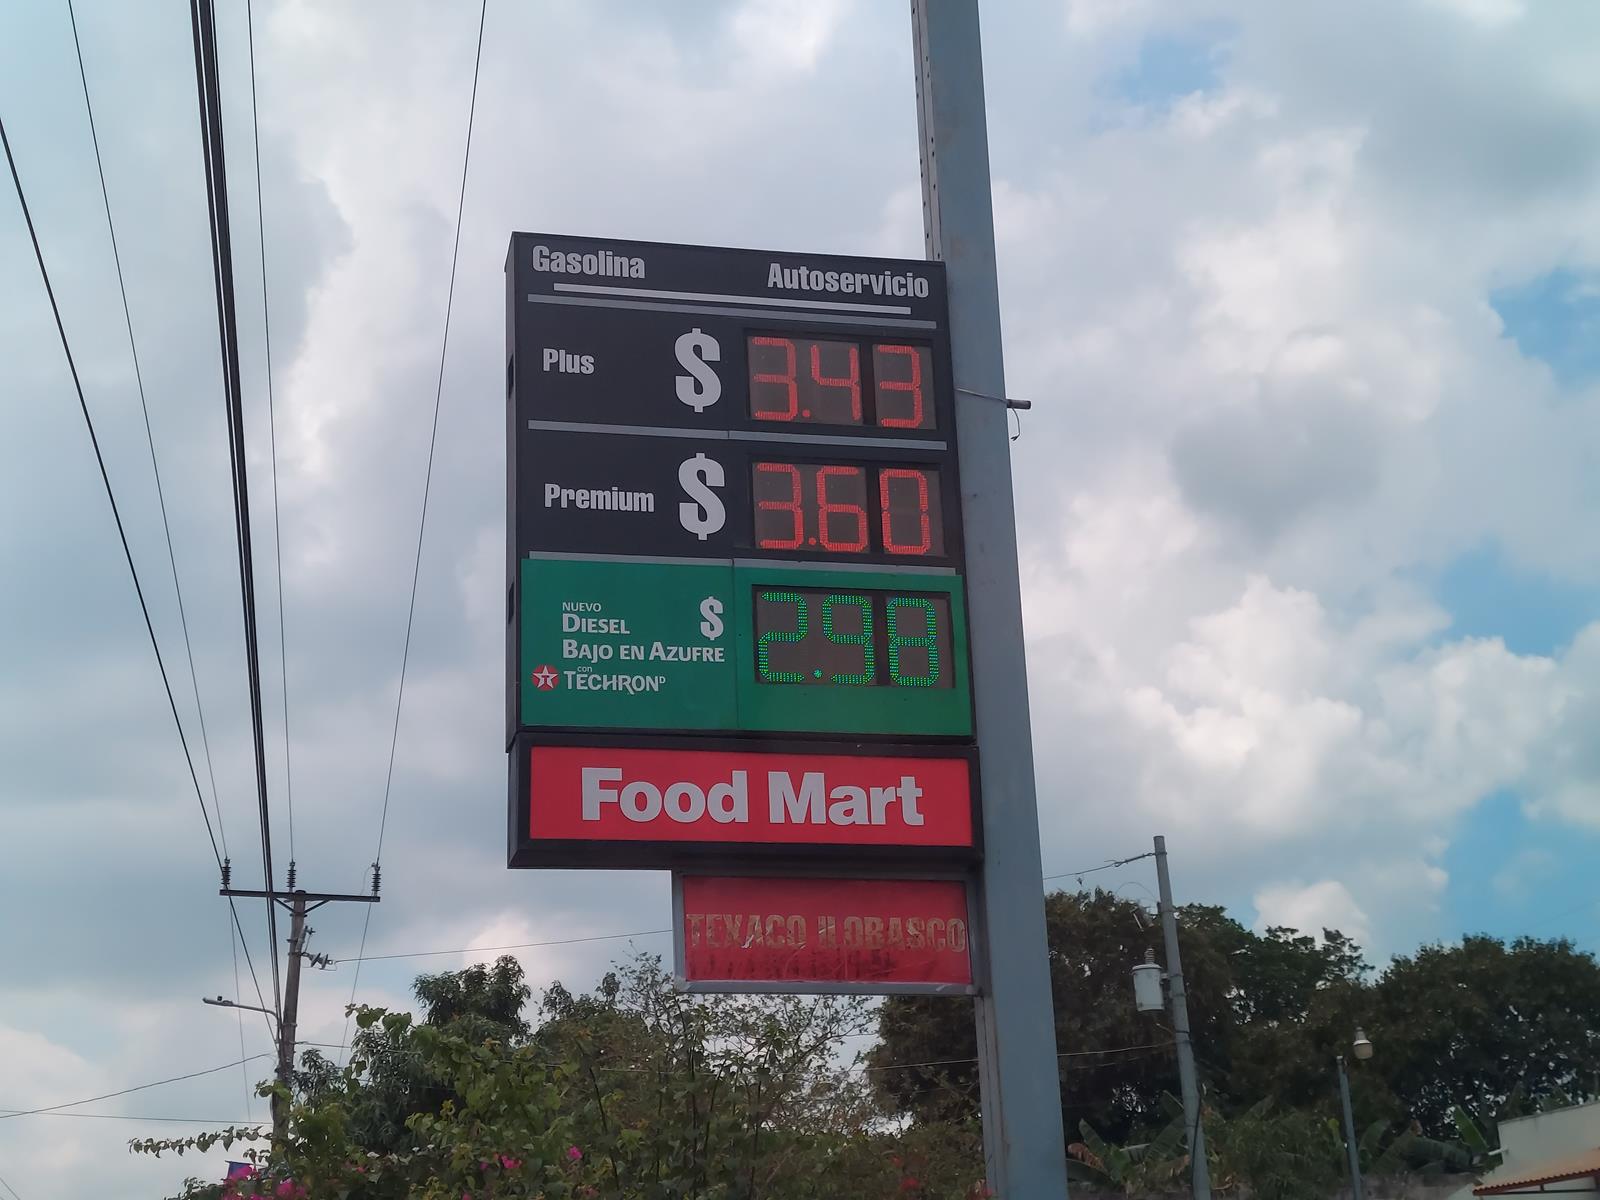 Gasolina Autoservicio
Plus $ 3.43
Premium $ 3.60
NUEVO
DIESEL $ 2.98
BAJO EN AZUFRE
con
TECHROND
Food Mart
TEXACO ILOBASCO